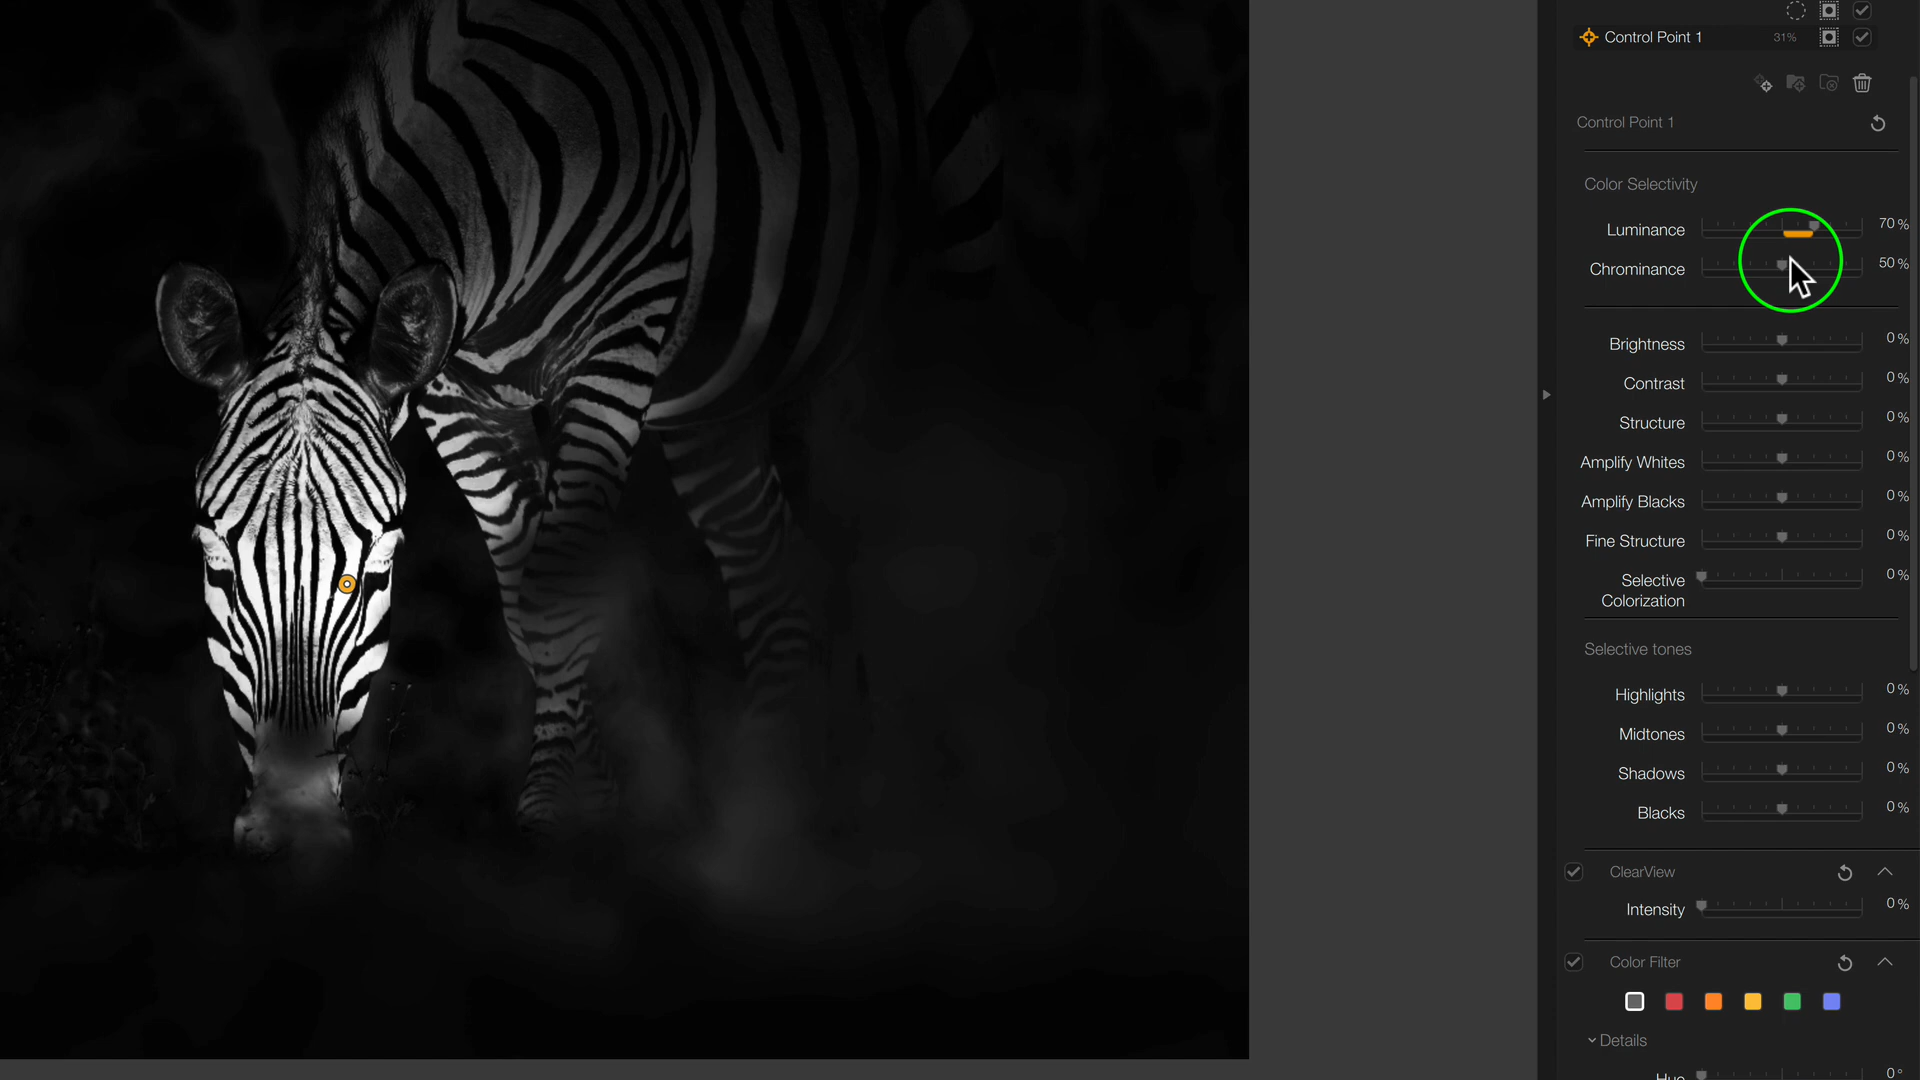 Control Point 1 31%
Control Point 1
Color Selectivity
Luminance 70 %
Chrominance 50 %
Brightness 0 %
Contrast 0 %
Structure 0 %
Amplify Whites 0 %
Amplify Blacks 0 %
Fine Structure 0 %
Selective 0 %
Colorization
Selective tones
Highlights 0 %
Midtones 0 %
Shadows 0 %
Blacks 0 %
ClearView
Intensity 0 %
Color Filter
Details
Hue 0 °